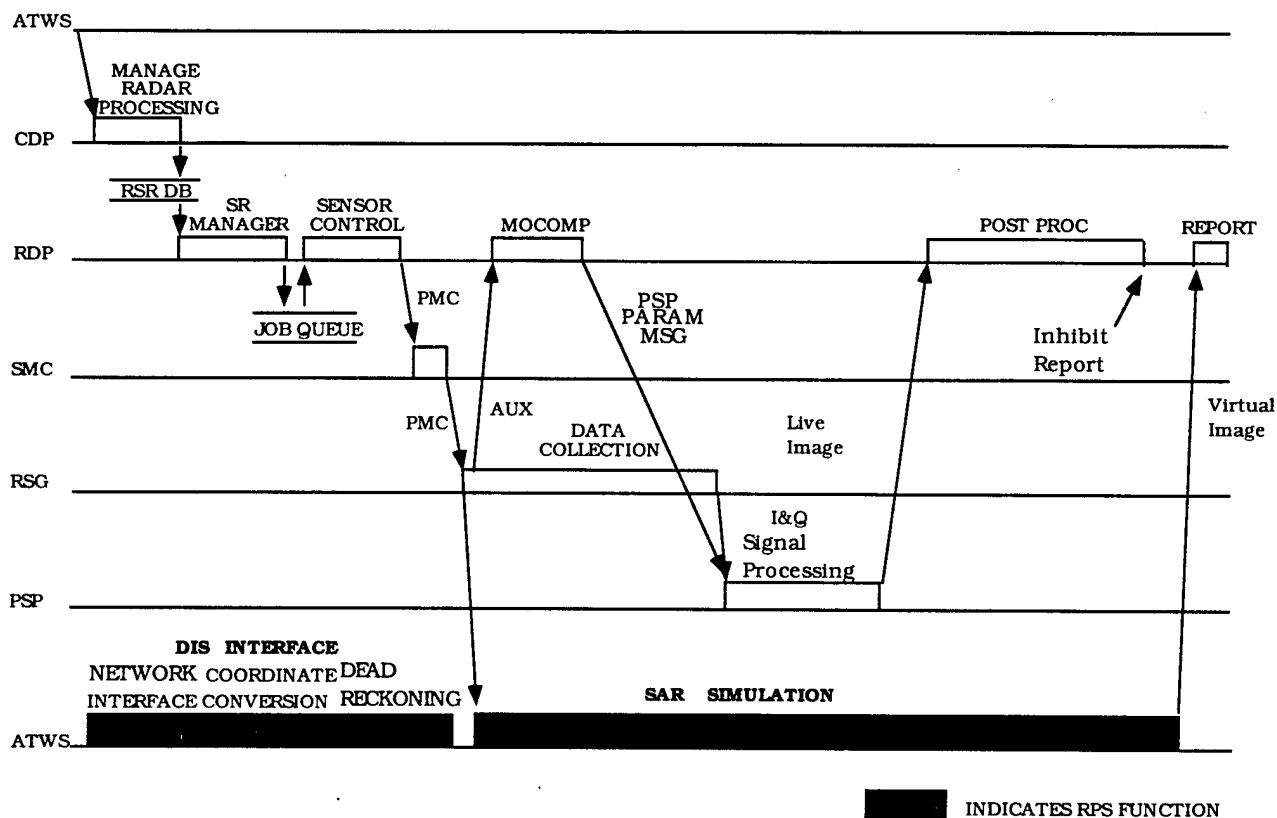 ATWS
MANAGE
RADAR
PROCESSING
CDP
RSR DB
SR
MANAGER
SENSOR
CONTROL
MOCOMP
POST PROC
REPORT
RDP
PMC
PSP
PARAM
MSG
JOB QUEUE
Inhibit
Report
SMC
PMC
AUX
DATA
COLLECTION
Live
Image
Virtual
Image
RSG
I&Q
Signal
Processing
PSP
DIS INTERFACE
NETWORK COORDINATE DEAD
INTERFACE CONVERSION RECKONING
SAR SIMULATION
ATWS
INDICATES RPS FUNCTION